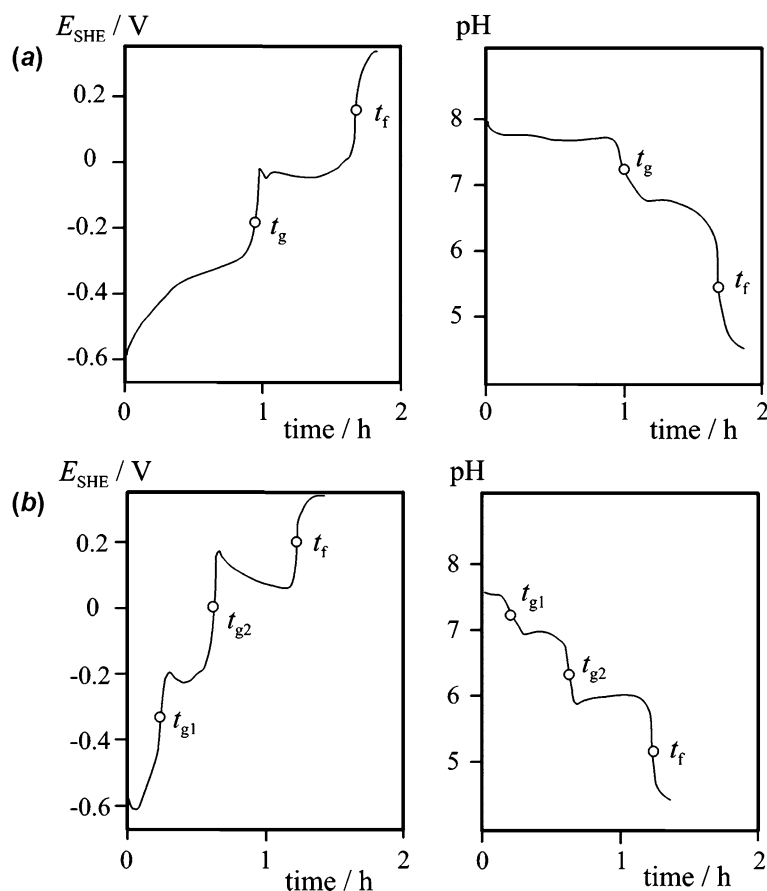 (a)
E_SHE / V
0.2
0
-0.2
-0.4
-0.6
t_f
t_g
0 1 2
time / h
pH
8
7
6
5
t_g
t_f
0 1 2
time / h
(b)
E_SHE / V
0.2
0
-0.2
-0.4
-0.6
t_f
t_g2
t_g1
0 1 2
time / h
pH
8
7
6
5
t_g1
t_g2
t_f
0 1 2
time / h